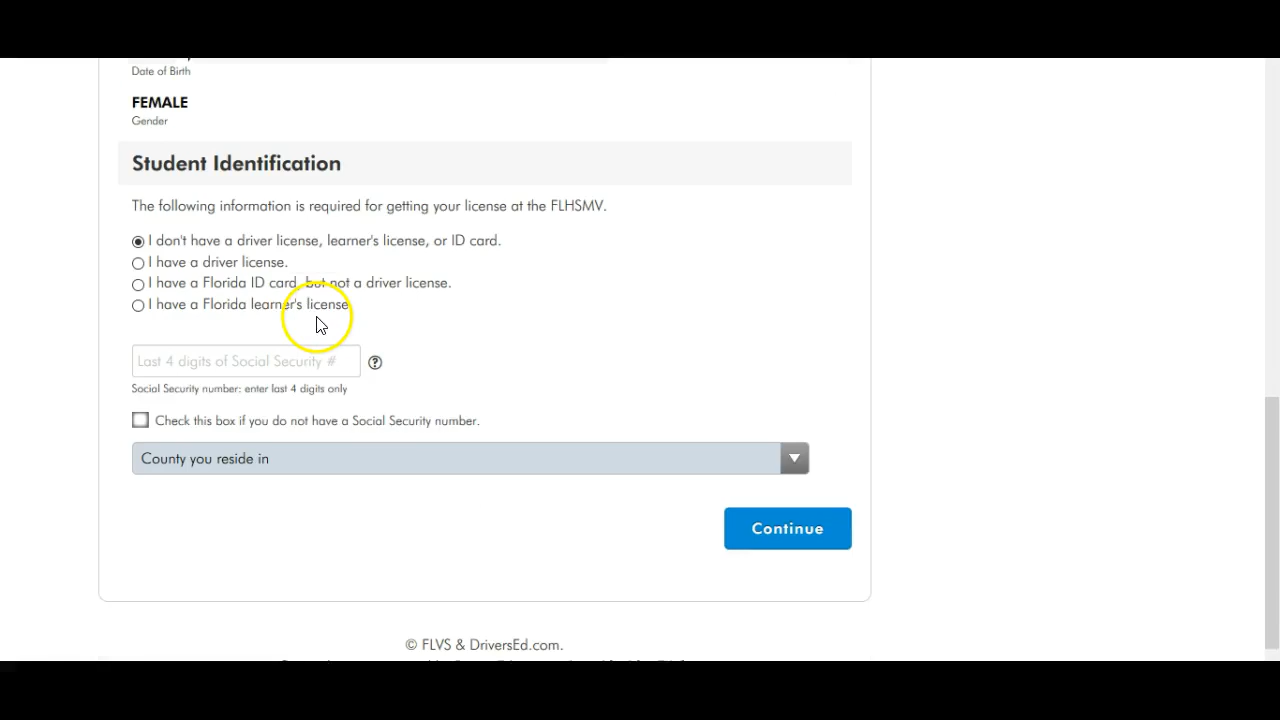 Date of Birth
FEMALE
Gender
Student Identification
The following information is required for getting your license at the FLHSMV.
I don't have a driver license, learner's license, or ID card.
I have a driver license.
I have a Florida ID card, but not a driver license.
I have a Florida learner's license
Last 4 digits of Social Security #
?
Social Security number: enter last 4 digits only
Check this box if you do not have a Social Security number.
County you reside in
Continue
© FLVS & DriversEd.com.